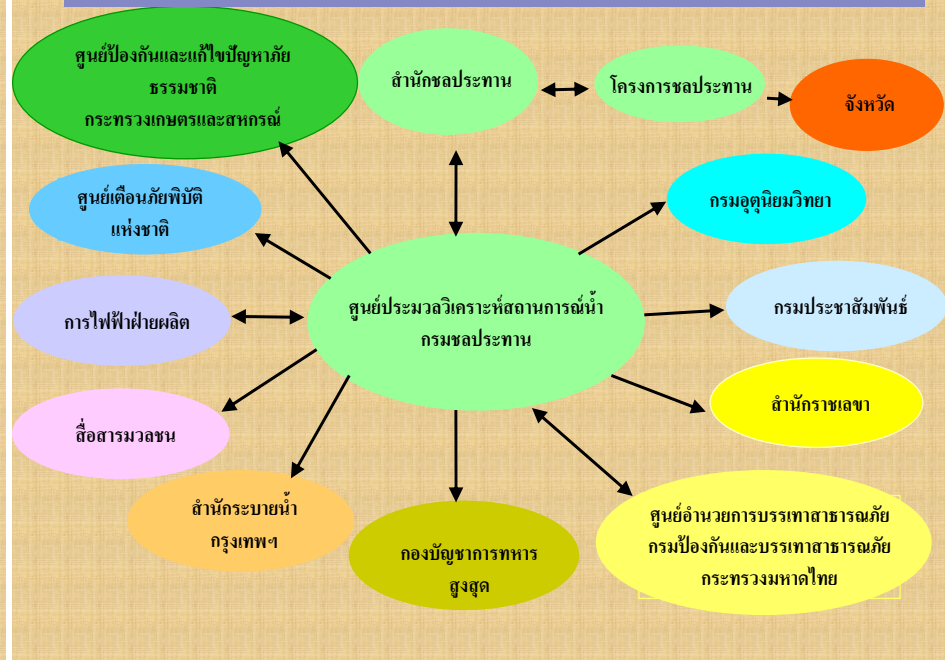 ศูนย์ป้องกันและแก้ไขปัญหาภัย
ธรรมชาติ
กระทรวงเกษตรและสหกรณ์
สำนักชลประทาน
โครงการชลประทาน
จังหวัด
ศูนย์เตือนภัยพิบัติ
แห่งชาติ
กรมอุตุนิยมวิทยา
การไฟฟ้าฝ่ายผลิต
ศูนย์ประมวลวิเคราะห์สถานการณ์น้ำ
กรมชลประทาน
กรมประชาสัมพันธ์
สื่อสารมวลชน
สำนักราชเลขา
สำนักระบายน้ำ
กรุงเทพฯ
กองบัญชาการทหาร
สูงสุด
ศูนย์อำนวยการบรรเทาสาธารณภัย
กรมป้องกันและบรรเทาสาธารณภัย
กระทรวงมหาดไทย